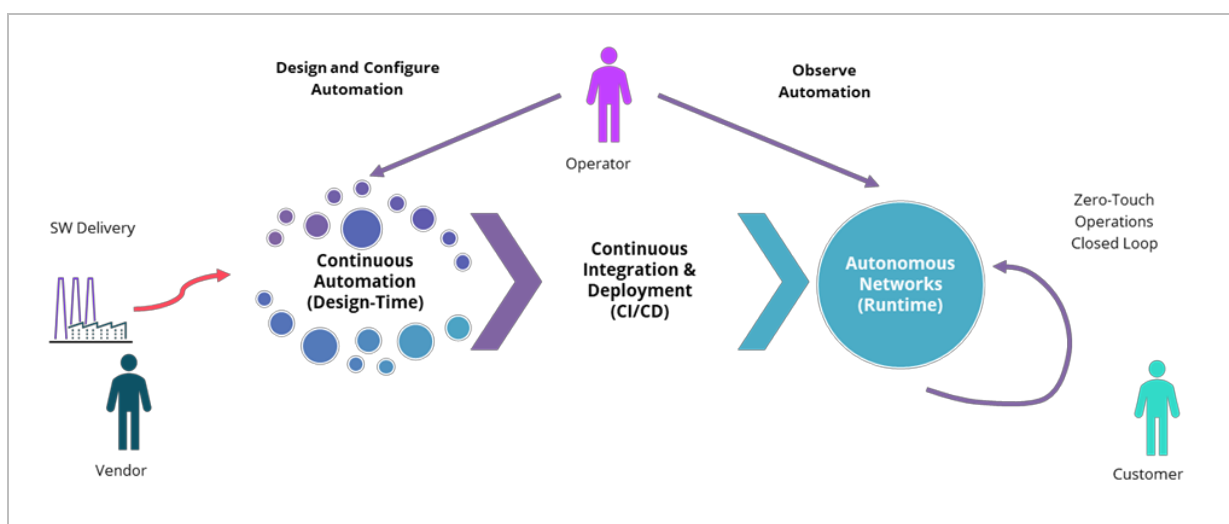 Design and Configure
Automation
Observe
Automation
Operator
SW Delivery
Zero-Touch
Operations
Closed Loop
Continuous
Automation
(Design-Time)
Continuous
Integration &
Deployment
(CI/CD)
Autonomous
Networks
(Runtime)
Vendor
Customer